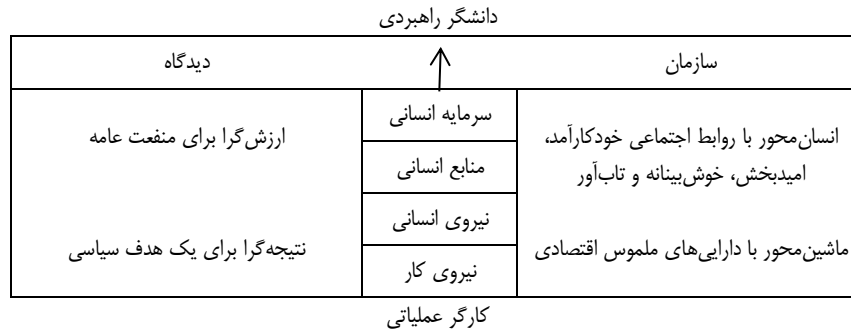 دانشگر راهبردی
سازمان
دیدگاه
سرمایه انسانی
انسان‌محور با روابط اجتماعی خودکارآمد،
امیدبخش، خوش‌بینانه و تاب‌آور
ارزش‌گرا برای منفعت عامه
منابع انسانی
نیروی انسانی
ماشین‌محور با دارایی‌های ملموس اقتصادی
نتیجه‌گرا برای یک هدف سیاسی
نیروی کار
کارگر عملیاتی